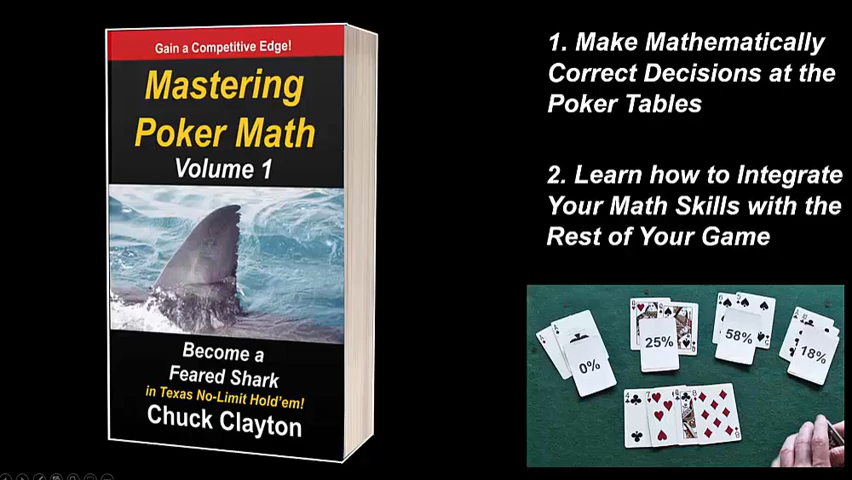 Gain a Competitive Edge!
Mastering
Poker Math
Volume 1
Become a
Feared Shark
in Texas No-Limit Hold'em!
Chuck Clayton
1. Make Mathematically
Correct Decisions at the
Poker Tables
2. Learn how to Integrate
Your Math Skills with the
Rest of Your Game
0%
25%
58%
18%